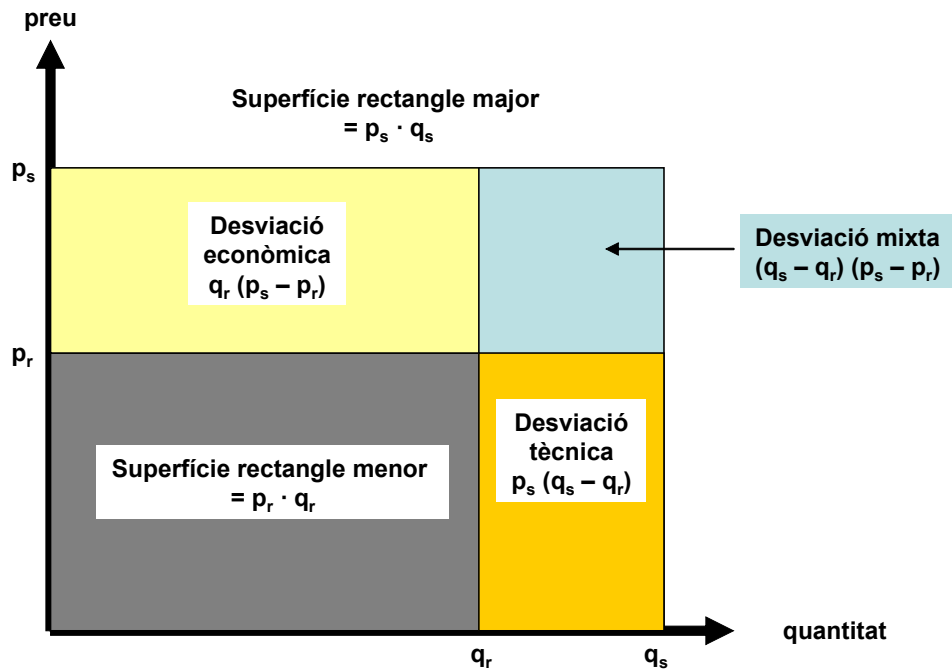 preu
Superfície rectangle major
= pₛ · qₛ
pₛ
Desviació
econòmica
qᵣ (pₛ – pᵣ)
Desviació mixta
(qₛ – qᵣ) (pₛ – pᵣ)
pᵣ
Superfície rectangle menor
= pᵣ · qᵣ
Desviació
tècnica
pₛ (qₛ – qᵣ)
quantitat
qᵣ
qₛ